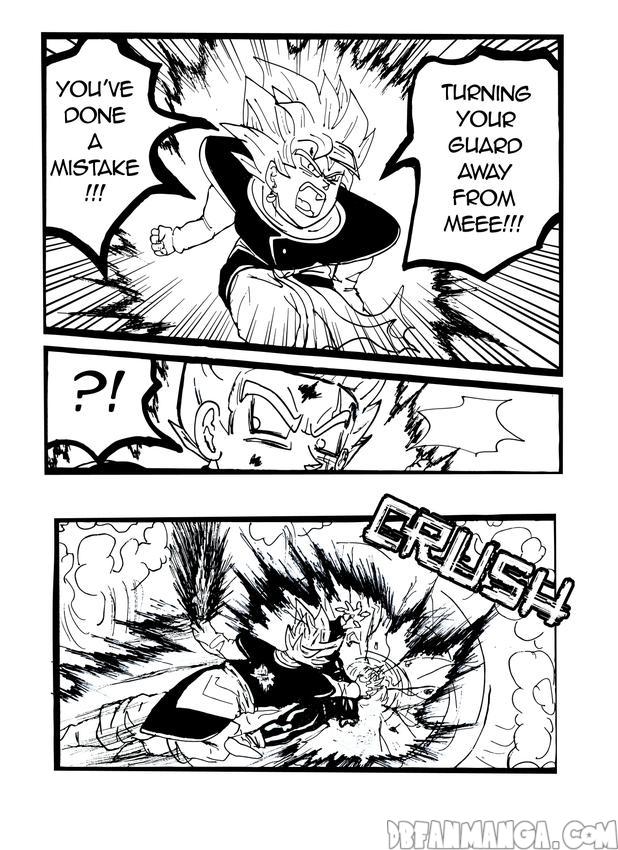 YOU'VE
DONE
A
MISTAKE
!!!
TURNING
YOUR
GUARD
AWAY
FROM
MEEE!!!
?!
CRUSH
DBFANMANGA.COM